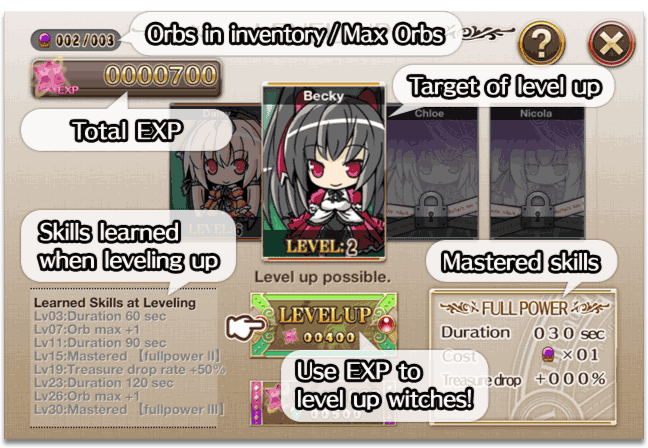 LEVEL UP
002/003
Orbs in inventory/Max Orbs
?
EXP
0000700
Total EXP
Becky
Target of level up
Chloe
Nicola
LEVEL:2
Skills learned
when leveling up
Level up possible.
Mastered skills
Learned Skills at Leveling
Lv03:Duration 60 sec
Lv07:Orb max +1
Lv11:Duration 90 sec
Lv15:Mastered 【fullpower II】
Lv19:Treasure drop rate +50%
Lv23:Duration 120 sec
Lv26:Orb max +1
Lv30:Mastered 【fullpower III】
LEVEL UP
00400
Use EXP to
level up witches!
FULL POWER
Duration 030 sec
Cost ×01
Treasure drop +000%